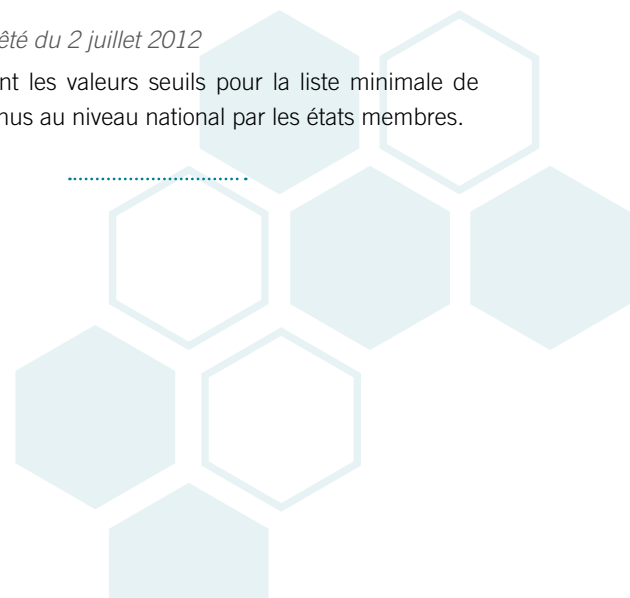 êté du 2 juillet 2012
nt les valeurs seuils pour la liste minimale de
nus au niveau national par les états membres.